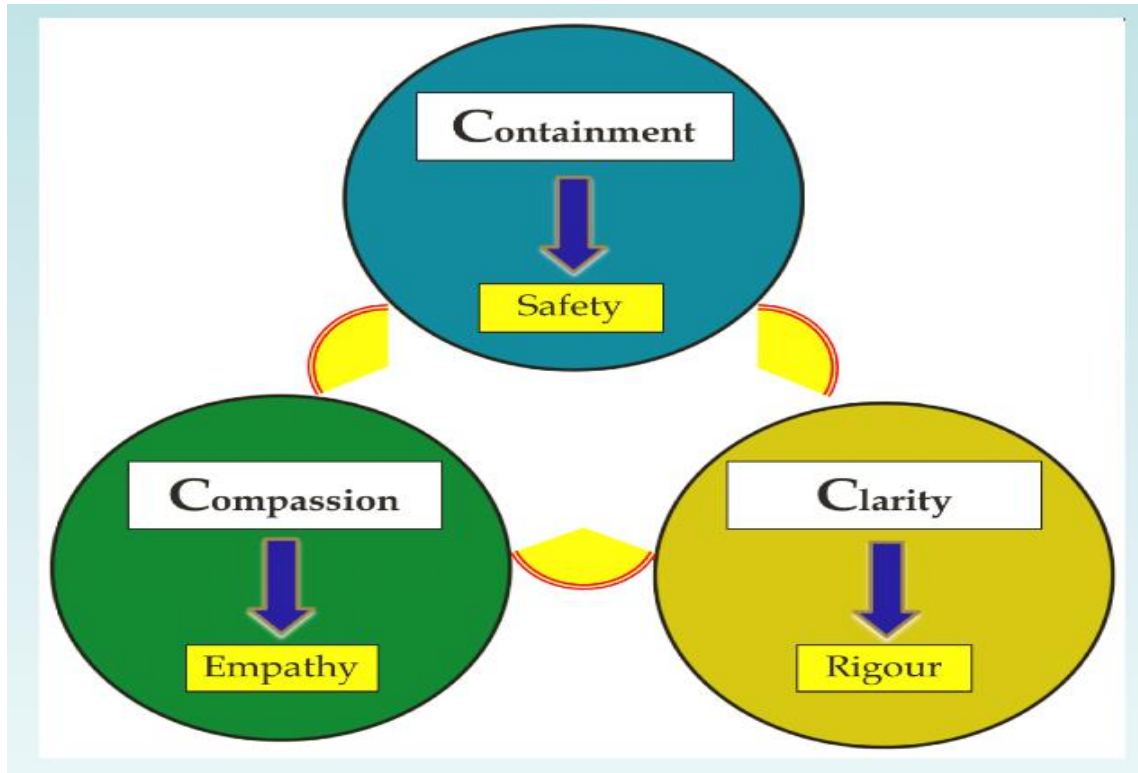 Containment
Safety
Compassion
Empathy
Clarity
Rigour